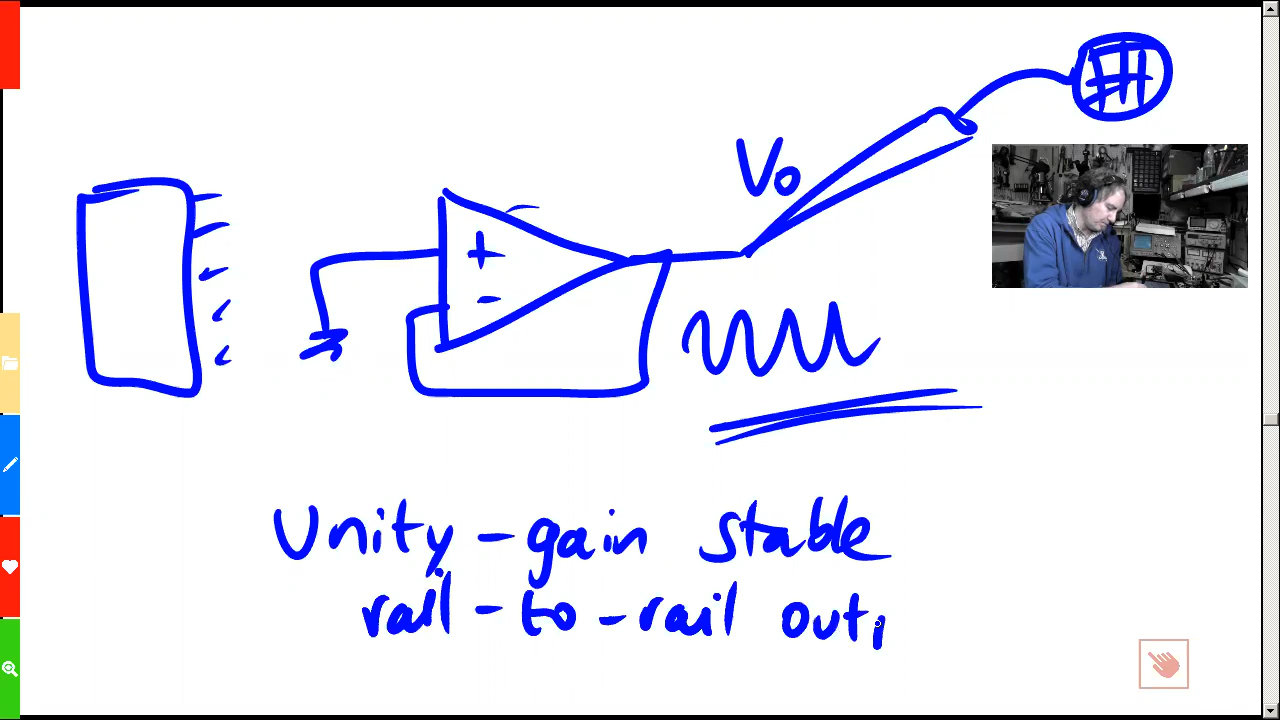 Vo
+
-
Unity - gain stable
rail - to - rail out